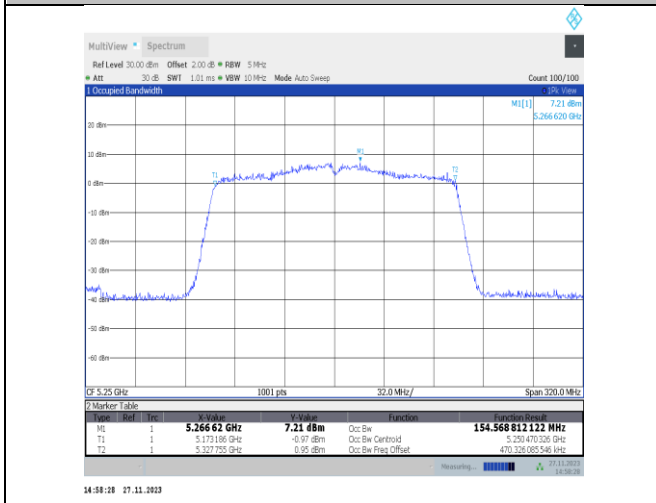 MultiView Spectrum
Ref Level 30.00 dBm Offset 2.00 dB RBW 5 MHz
Att 30 dB SWT 1.01 ms VBW 10 MHz Mode Auto Sweep Count 100/100
1 Occupied Bandwidth 1Pk View
M1[1] 7.21 dBm
5.266 620 GHz
20 dBm
10 dBm
M1
T1
T2
0 dBm
-10 dBm
-20 dBm
-30 dBm
-40 dBm
-50 dBm
-60 dBm
CF 5.25 GHz 1001 pts 32.0 MHz/ Span 320.0 MHz
2 Marker Table
Type Ref Trc X-Value Y-Value Function Function Result
M1 1 5.266 62 GHz 7.21 dBm Occ Bw 154.568 812 122 MHz
T1 1 5.173 186 GHz -0.97 dBm Occ Bw Centroid 5.250 470 326 GHz
T2 1 5.327 755 GHz 0.95 dBm Occ Bw Freq Offset 470.326 085 546 kHz
Measuring... 27.11.2023
14:58:28
14:58:28 27.11.2023